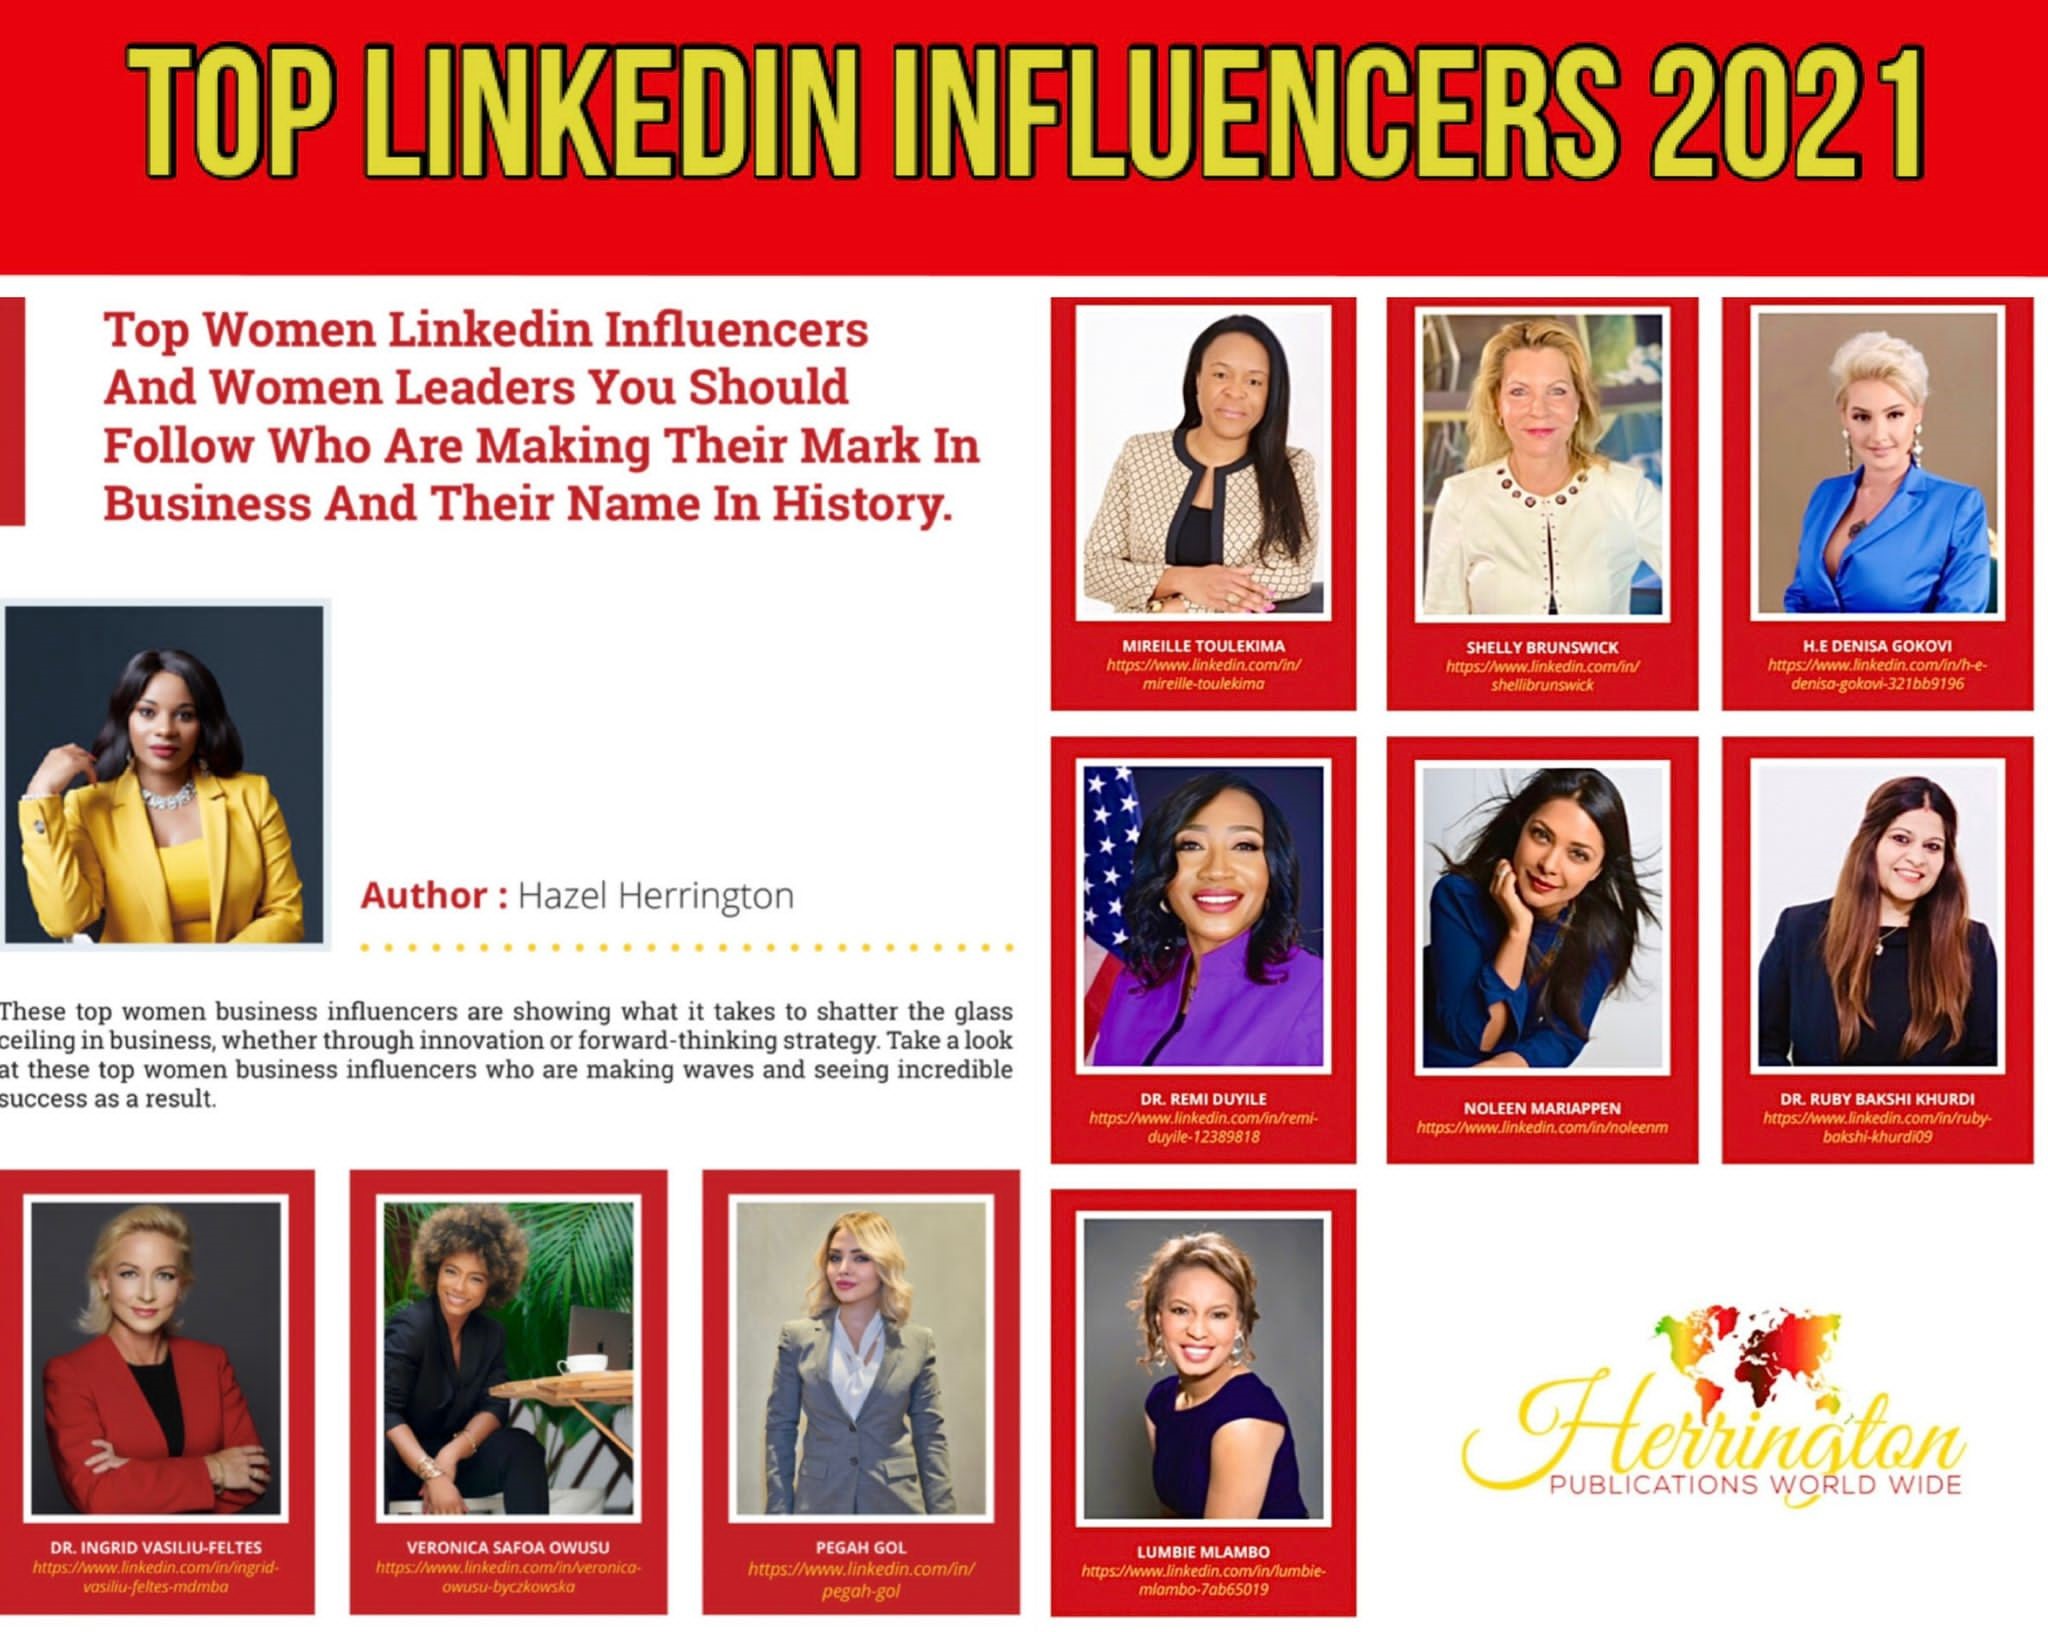 TOP LINKEDIN INFLUENCERS 2021
Top Women Linkedin Influencers
And Women Leaders You Should
Follow Who Are Making Their Mark In
Business And Their Name In History.
Author : Hazel Herrington
These top women business influencers are showing what it takes to shatter the glass
ceiling in business, whether through innovation or forward-thinking strategy. Take a look
at these top women business influencers who are making waves and seeing incredible
success as a result.
DR. INGRID VASILIU-FELTES
https://www.linkedin.com/in/ingrid-
vasiliu-feltes-mdmba
VERONICA SAFOA OWUSU
https://www.linkedin.com/in/veronica-
owusu-byczkowska
PEGAH GOL
https://www.linkedin.com/in/
pegah-gol
MIREILLE TOULEKIMA
https://www.linkedin.com/in/
mireille-toulekima
SHELLY BRUNSWICK
https://www.linkedin.com/in/
shellibrunswick
H.E DENISA GOKOVI
https://www.linkedin.com/in/h-e-
denisa-gokovi-321bb9196
DR. REMI DUYILE
https://www.linkedin.com/in/remi-
duyile-12389818
NOLEEN MARIAPPEN
https://www.linkedin.com/in/noleenm
DR. RUBY BAKSHI KHURDI
https://www.linkedin.com/in/ruby-
bakshi-khurdi09
LUMBIE MLAMBO
https://www.linkedin.com/in/lumbie-
mlambo-7ab65019
Herrington
PUBLICATIONS WORLD WIDE